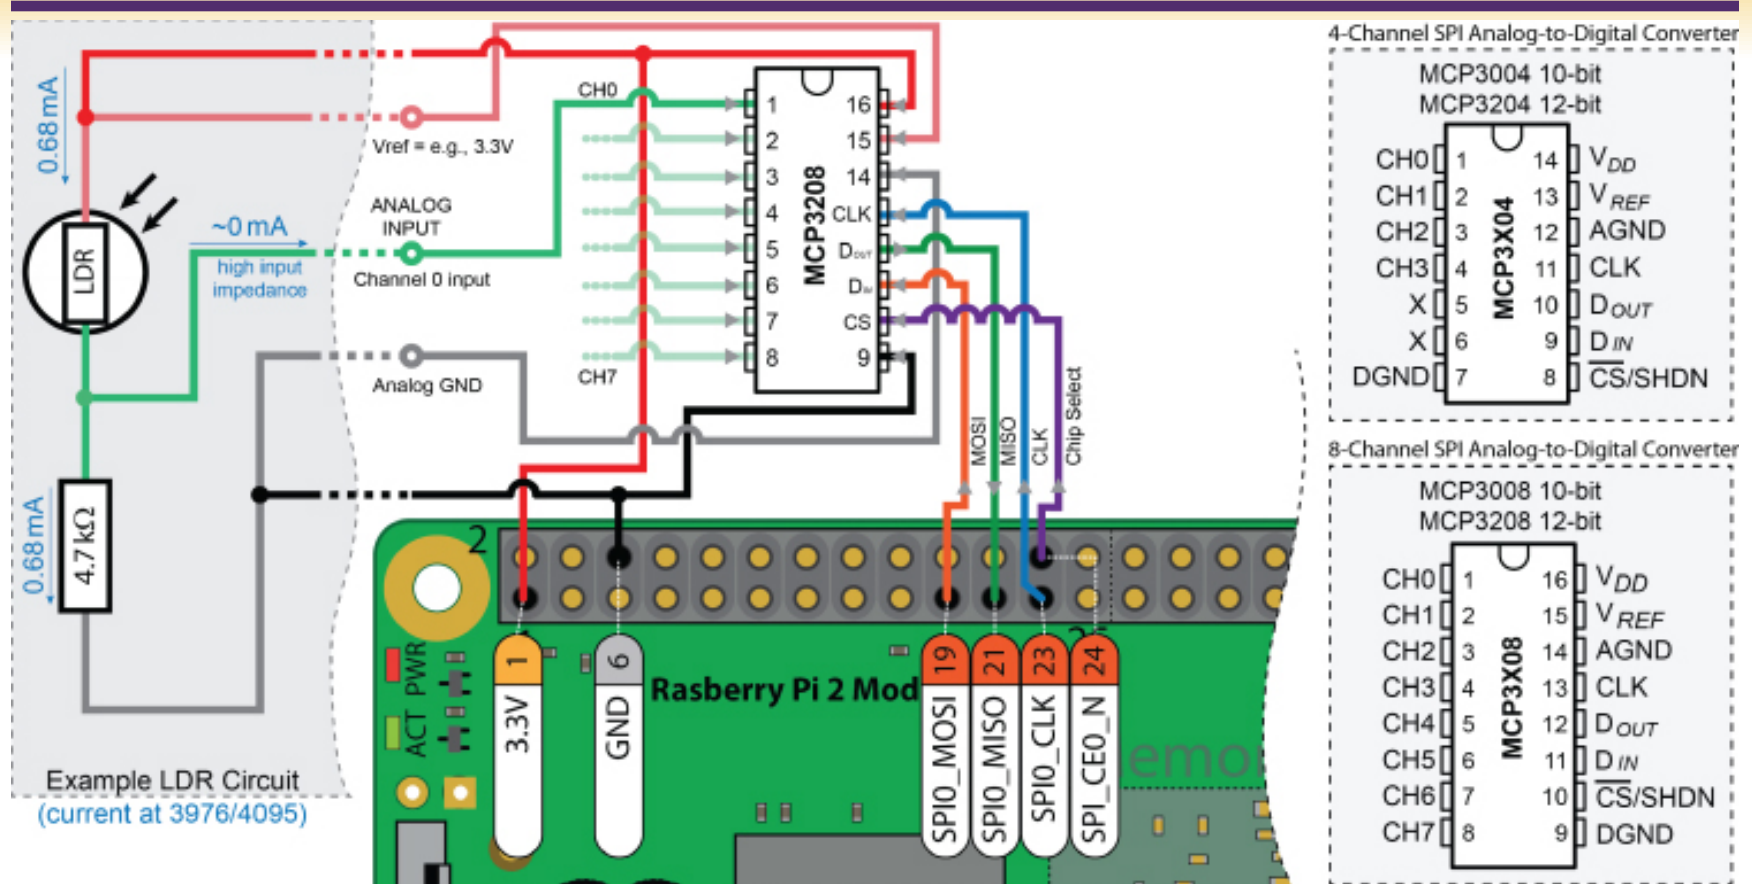 0.68 mA
Vref = e.g., 3.3V
ANALOG
INPUT
~0 mA
high input
impedance
Channel 0 input
Analog GND
LDR
4.7 kΩ
0.68 mA
Example LDR Circuit
(current at 3976/4095)
CH0
CH7
MCP3208
1
2
3
4
5
6
7
8
16
15
14
CLK
DOUT
DIN
CS
9
MOSI
MISO
CLK
Chip Select
2
PWR
ACT
1
3.3V
6
GND
Rasberry Pi 2 Mod
19
SPI0_MOSI
21
SPI0_MISO
23
SPI0_CLK
24
SPI_CE0_N
emor
4-Channel SPI Analog-to-Digital Converter
MCP3004 10-bit
MCP3204 12-bit
MCP3X04
CH0 1 14 VDD
CH1 2 13 VREF
CH2 3 12 AGND
CH3 4 11 CLK
X 5 10 DOUT
X 6 9 DIN
DGND 7 8 CS/SHDN
8-Channel SPI Analog-to-Digital Converter
MCP3008 10-bit
MCP3208 12-bit
MCP3X08
CH0 1 16 VDD
CH1 2 15 VREF
CH2 3 14 AGND
CH3 4 13 CLK
CH4 5 12 DOUT
CH5 6 11 DIN
CH6 7 10 CS/SHDN
CH7 8 9 DGND